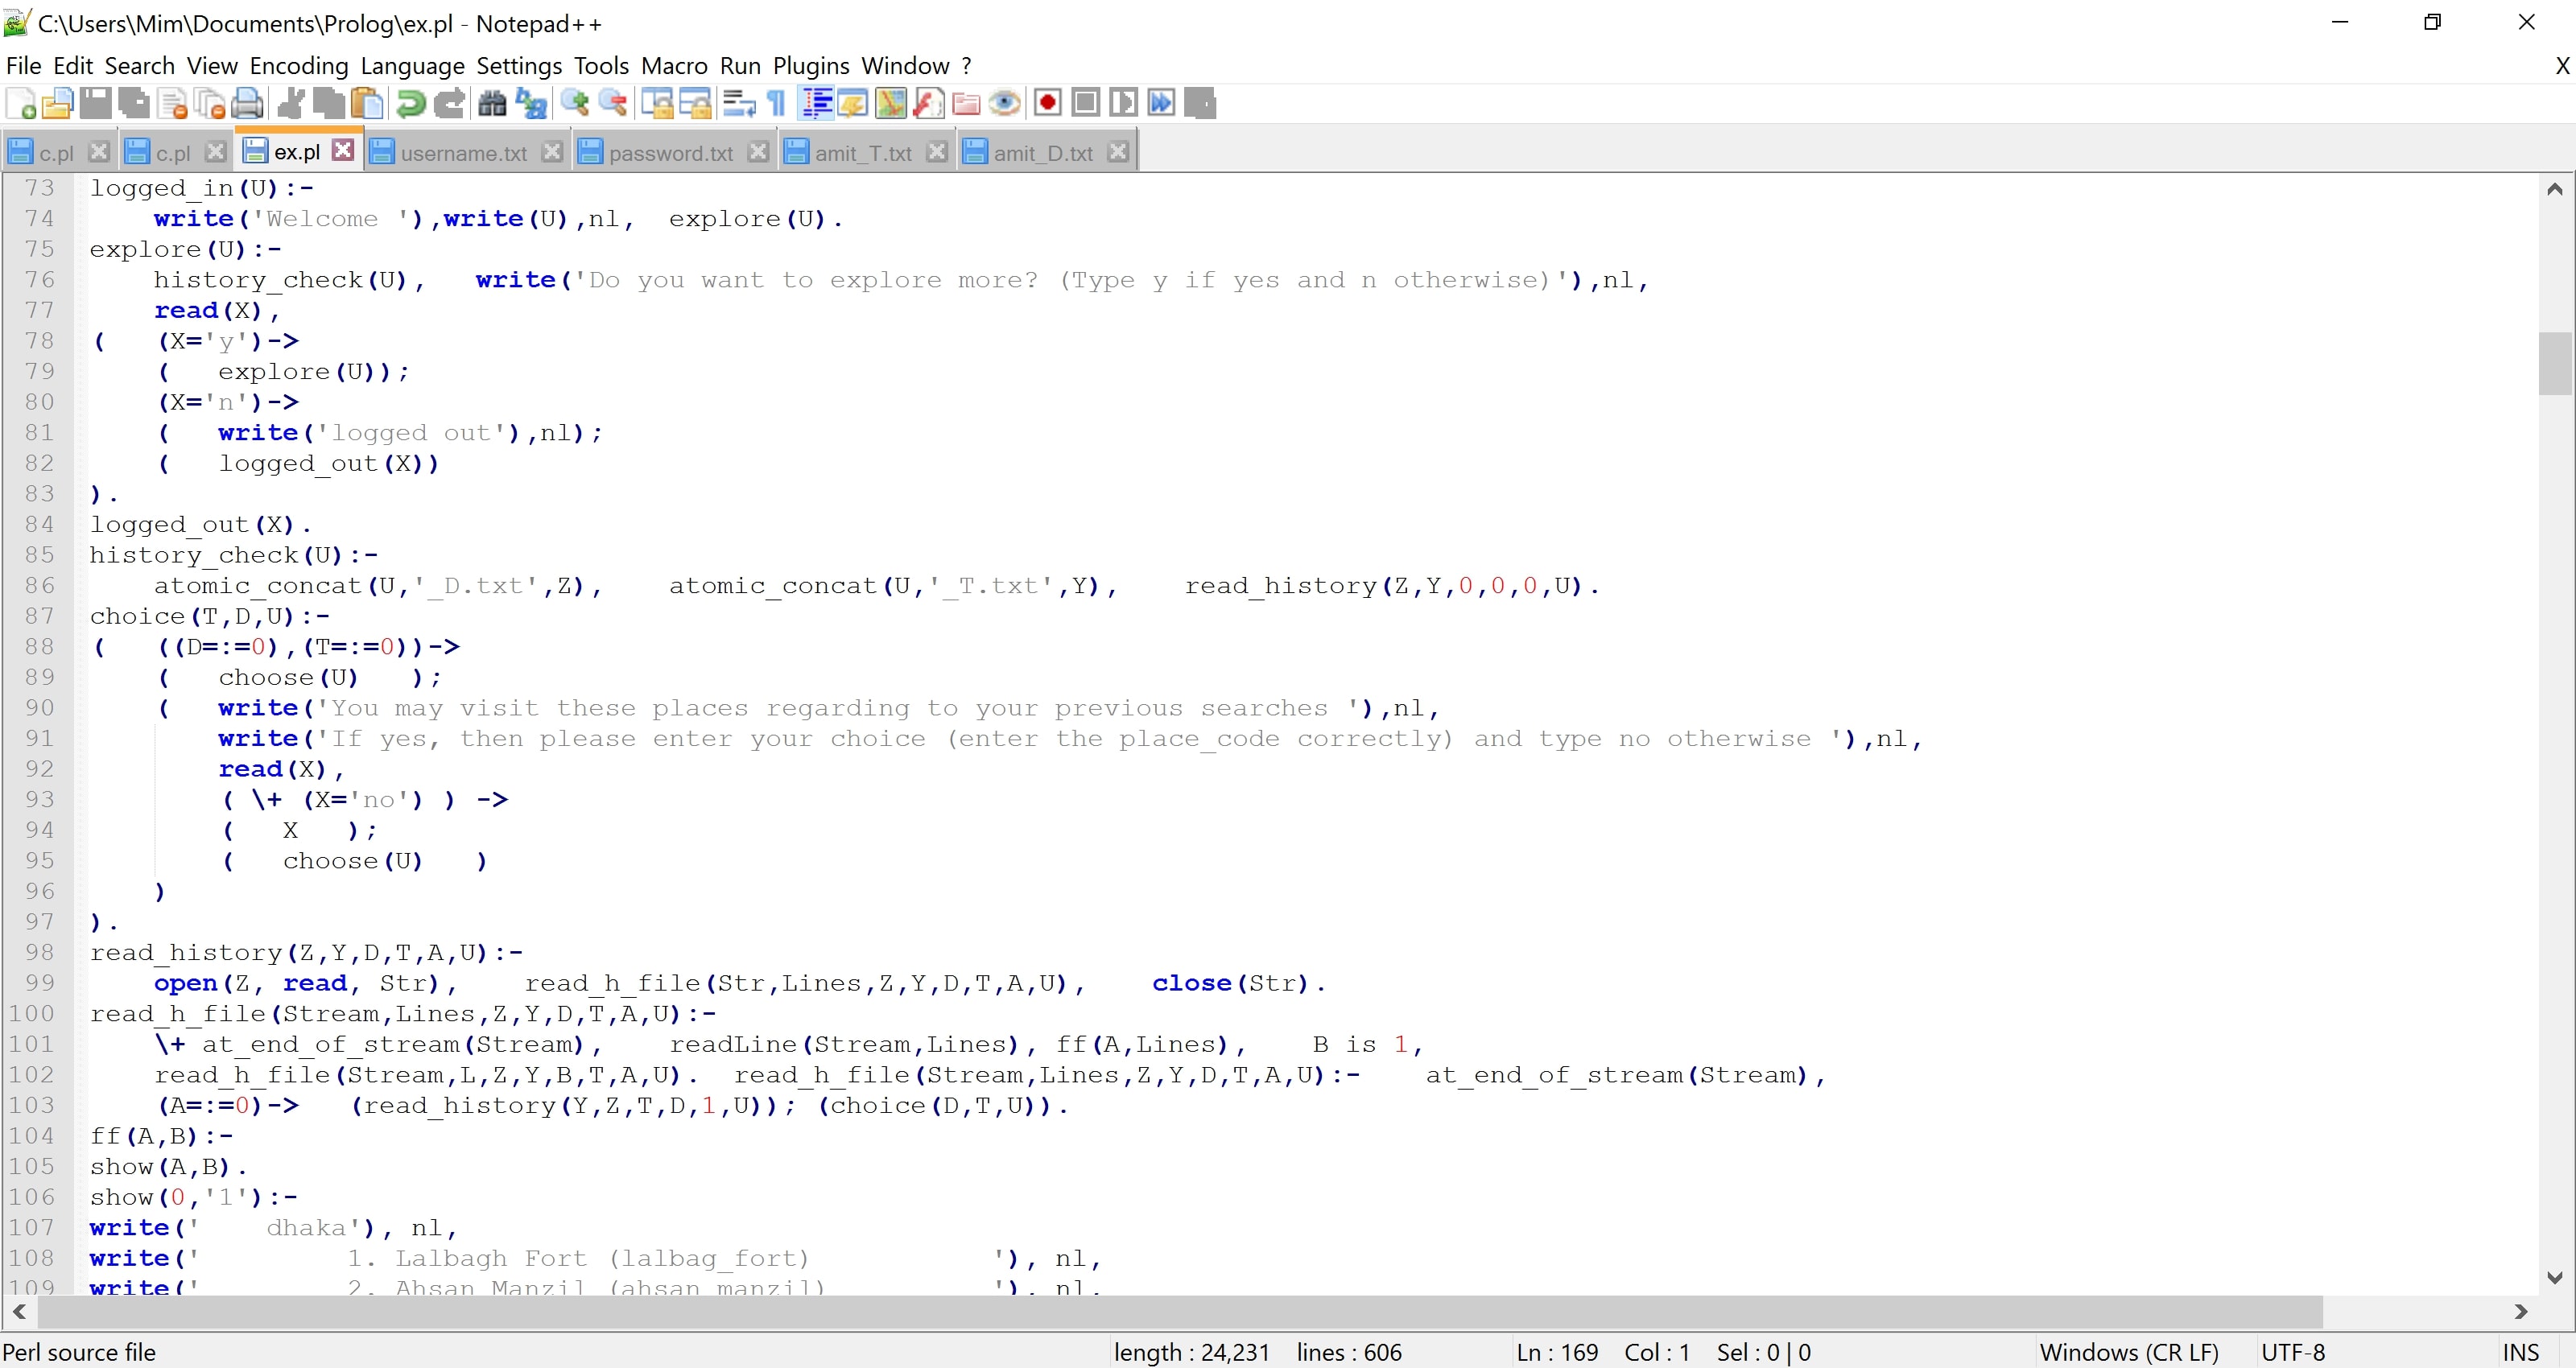 C:\Users\Mim\Documents\Prolog\ex.pl - Notepad++
File Edit Search View Encoding Language Settings Tools Macro Run Plugins Window ? X
c.pl c.pl ex.pl username.txt password.txt amit_T.txt amit_D.txt
73 logged_in(U):-
74 write('Welcome '),write(U),nl, explore(U).
75 explore(U):-
76 history_check(U), write('Do you want to explore more? (Type y if yes and n otherwise)'),nl,
77 read(X),
78 ( (X='y')->
79 ( explore(U));
80 (X='n')->
81 ( write('logged out'),nl);
82 ( logged_out(X))
83 ).
84 logged_out(X).
85 history_check(U):-
86 atomic_concat(U,'_D.txt',Z), atomic_concat(U,'_T.txt',Y), read_history(Z,Y,0,0,0,U).
87 choice(T,D,U):-
88 ( ((D=:=0),(T=:=0))->
89 ( choose(U) );
90 ( write('You may visit these places regarding to your previous searches '),nl,
91 write('If yes, then please enter your choice (enter the place_code correctly) and type no otherwise '),nl,
92 read(X),
93 ( \+ (X='no') ) ->
94 ( X );
95 ( choose(U) )
96 )
97 ).
98 read_history(Z,Y,D,T,A,U):-
99 open(Z, read, Str), read_h_file(Str,Lines,Z,Y,D,T,A,U), close(Str).
100 read_h_file(Stream,Lines,Z,Y,D,T,A,U):-
101 \+ at_end_of_stream(Stream), readLine(Stream,Lines), ff(A,Lines), B is 1,
102 read_h_file(Stream,L,Z,Y,B,T,A,U). read_h_file(Stream,Lines,Z,Y,D,T,A,U):- at_end_of_stream(Stream),
103 (A=:=0)-> (read_history(Y,Z,T,D,1,U)); (choice(D,T,U)).
104 ff(A,B):-
105 show(A,B).
106 show(0,'1'):-
107 write(' dhaka'), nl,
108 write(' 1. Lalbagh Fort (lalbag_fort) '), nl,
109 write(' 2. Ahsan Manzil (ahsan_manzil) '), nl,
Perl source file length : 24,231 lines : 606 Ln : 169 Col : 1 Sel : 0 | 0 Windows (CR LF) UTF-8 INS